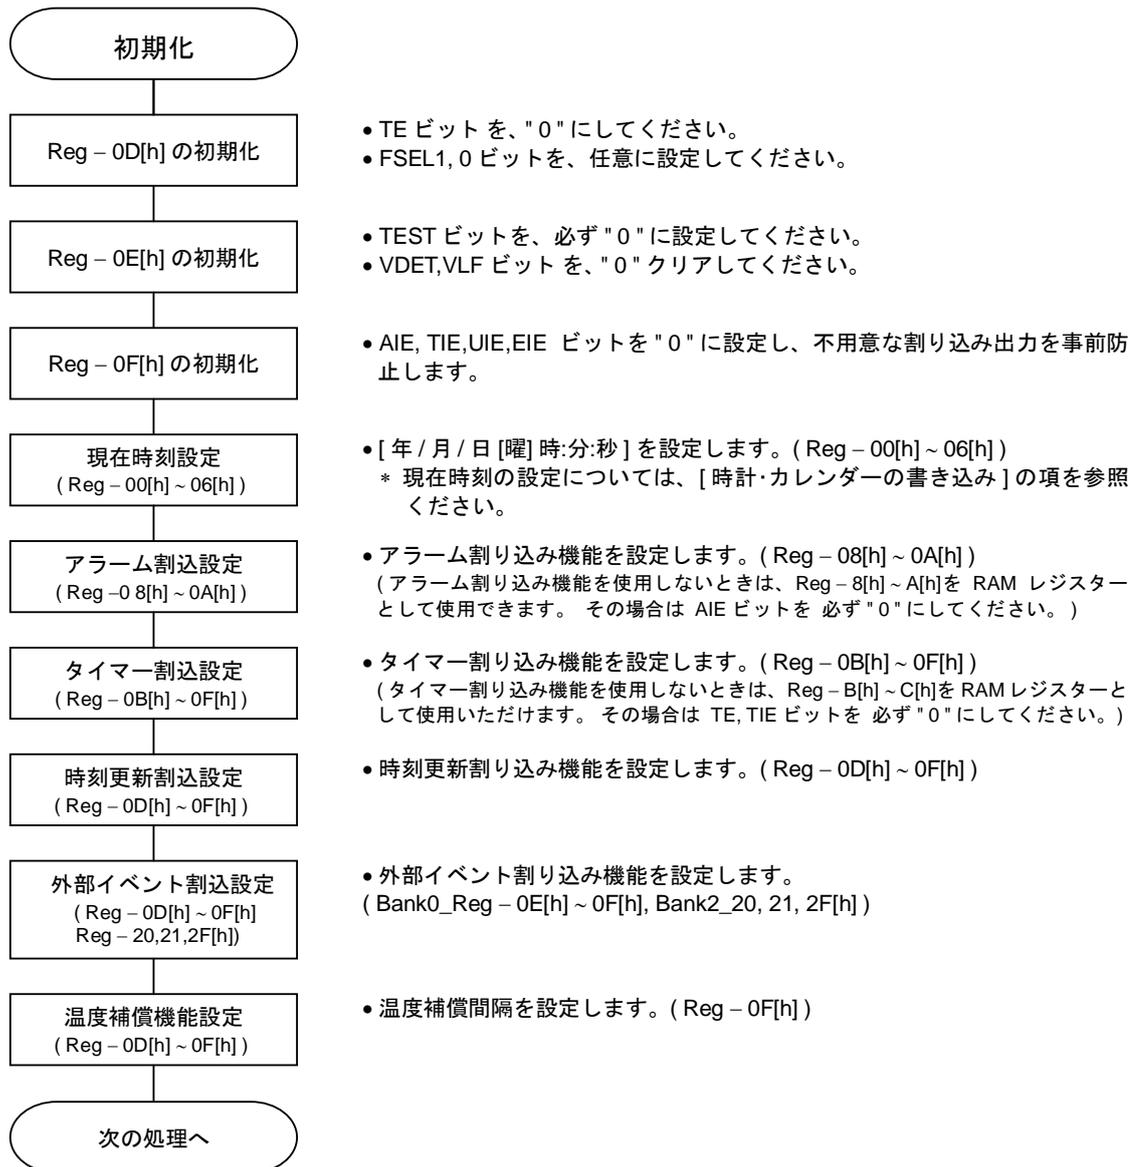 初期化
Reg – 0D[h] の初期化
• TE ビット を、" 0 " にしてください。
• FSEL1, 0 ビットを、任意に設定してください。
Reg – 0E[h] の初期化
• TEST ビットを、必ず " 0 " に設定してください。
• VDET,VLF ビット を、" 0 " クリアしてください。
Reg – 0F[h] の初期化
• AIE, TIE,UIE,EIE ビットを " 0 " に設定し、不用意な割り込み出力を事前防
止します。
現在時刻設定
( Reg – 00[h] ~ 06[h] )
• [ 年 / 月 / 日 [曜] 時:分:秒 ] を設定します。( Reg – 00[h] ~ 06[h] )
* 現在時刻の設定については、[ 時計･カレンダーの書き込み ] の項を参照
ください。
アラーム割込設定
( Reg –0 8[h] ~ 0A[h] )
• アラーム割り込み機能を設定します。( Reg – 08[h] ~ 0A[h] )
( アラーム割り込み機能を使用しないときは、Reg – 8[h] ~ A[h]を RAM レジスター
として使用できます。 その場合は AIE ビットを 必ず " 0 " にしてください。 )
タイマー割込設定
( Reg – 0B[h] ~ 0F[h] )
• タイマー割り込み機能を設定します。( Reg – 0B[h] ~ 0F[h] )
( タイマー割り込み機能を使用しないときは、Reg – B[h] ~ C[h]を RAM レジスターと
して使用いただけます。 その場合は TE, TIE ビットを 必ず " 0 " にしてください。)
時刻更新割込設定
( Reg – 0D[h] ~ 0F[h] )
• 時刻更新割り込み機能を設定します。( Reg – 0D[h] ~ 0F[h] )
外部イベント割込設定
( Reg – 0D[h] ~ 0F[h]
Reg – 20,21,2F[h])
• 外部イベント割り込み機能を設定します。
( Bank0_Reg – 0E[h] ~ 0F[h], Bank2_20, 21, 2F[h] )
温度補償機能設定
( Reg – 0D[h] ~ 0F[h] )
• 温度補償間隔を設定します。( Reg – 0F[h] )
次の処理へ